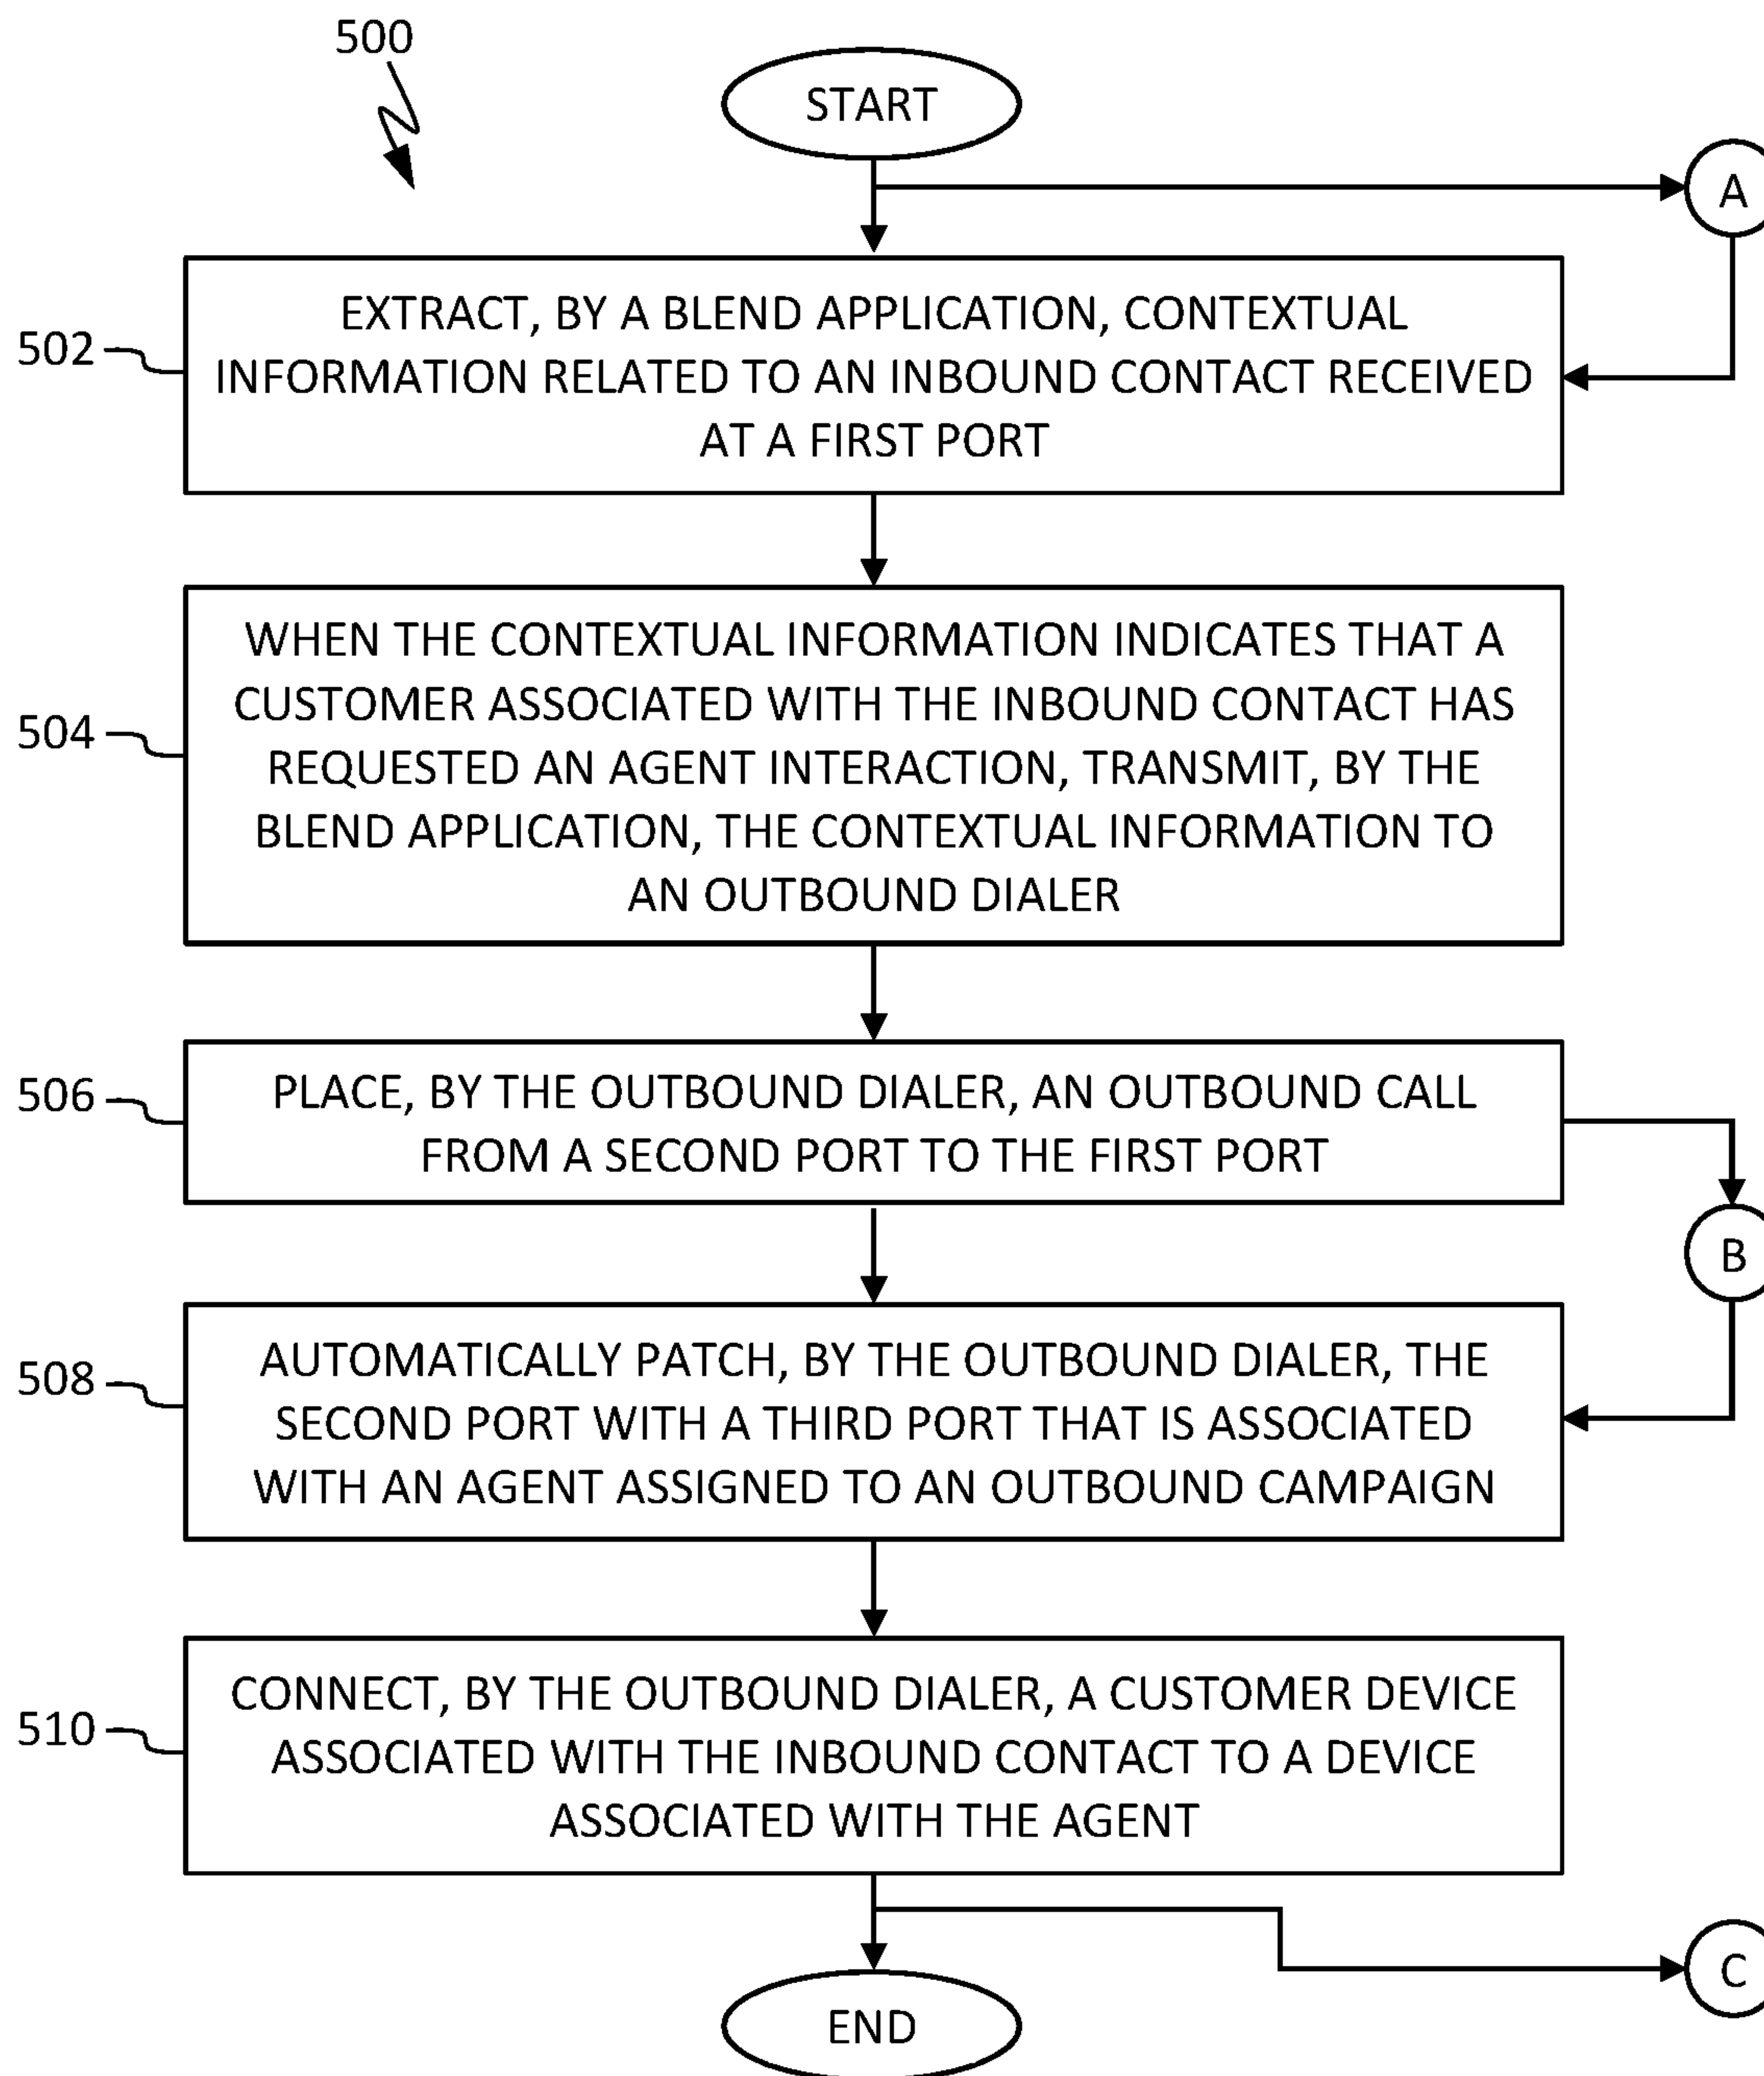 500
START
A
502
EXTRACT, BY A BLEND APPLICATION, CONTEXTUAL
INFORMATION RELATED TO AN INBOUND CONTACT RECEIVED
AT A FIRST PORT
504
WHEN THE CONTEXTUAL INFORMATION INDICATES THAT A
CUSTOMER ASSOCIATED WITH THE INBOUND CONTACT HAS
REQUESTED AN AGENT INTERACTION, TRANSMIT, BY THE
BLEND APPLICATION, THE CONTEXTUAL INFORMATION TO
AN OUTBOUND DIALER
506
PLACE, BY THE OUTBOUND DIALER, AN OUTBOUND CALL
FROM A SECOND PORT TO THE FIRST PORT
B
508
AUTOMATICALLY PATCH, BY THE OUTBOUND DIALER, THE
SECOND PORT WITH A THIRD PORT THAT IS ASSOCIATED
WITH AN AGENT ASSIGNED TO AN OUTBOUND CAMPAIGN
510
CONNECT, BY THE OUTBOUND DIALER, A CUSTOMER DEVICE
ASSOCIATED WITH THE INBOUND CONTACT TO A DEVICE
ASSOCIATED WITH THE AGENT
C
END